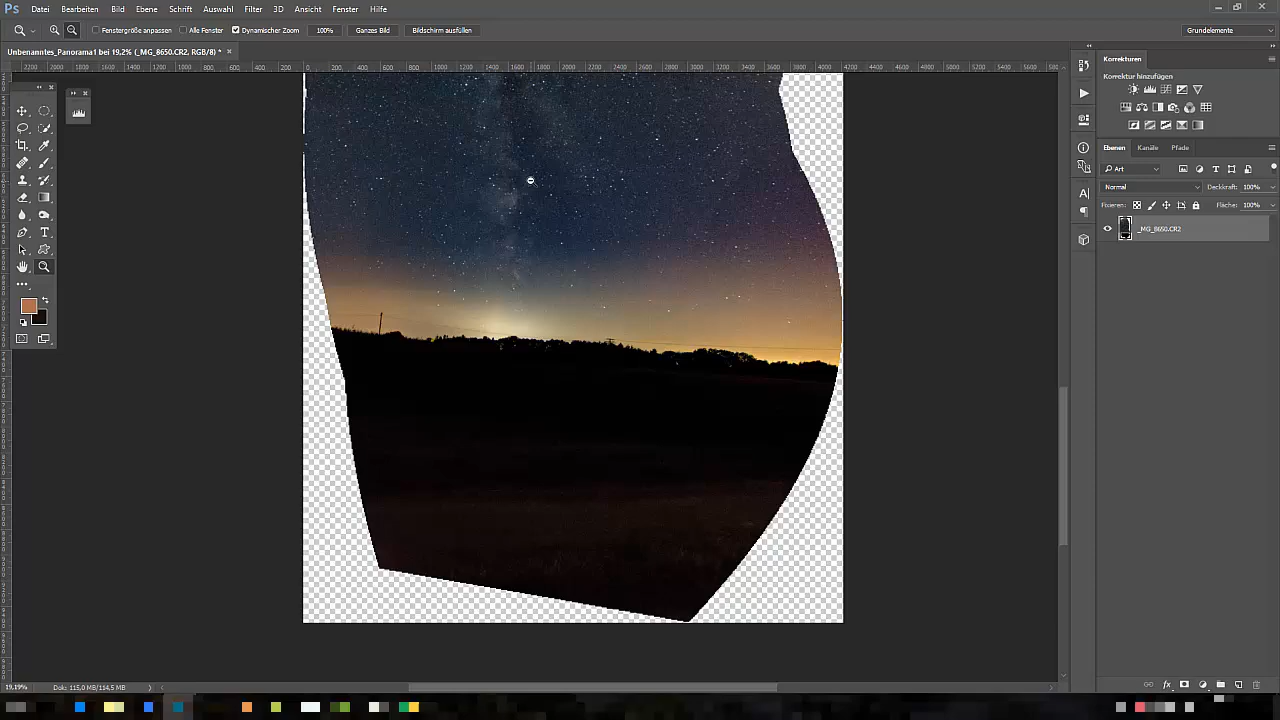 Ps Datei Bearbeiten Bild Ebene Schrift Auswahl Filter 3D Ansicht Fenster Hilfe
Fenstergröße anpassen Alle Fenster Dynamischer Zoom 100% Ganzes Bild Bildschirm ausfüllen Grundelemente
Unbenanntes_Panorama1 bei 19,2% (_MG_8650.CR2, RGB/8) * ×
Korrekturen
Korrektur hinzufügen
Ebenen Kanäle Pfade
Art
Normal Deckkraft: 100%
Fixieren: Fläche: 100%
_MG_8650.CR2
19,19% Dok: 115,0 MB/114,5 MB